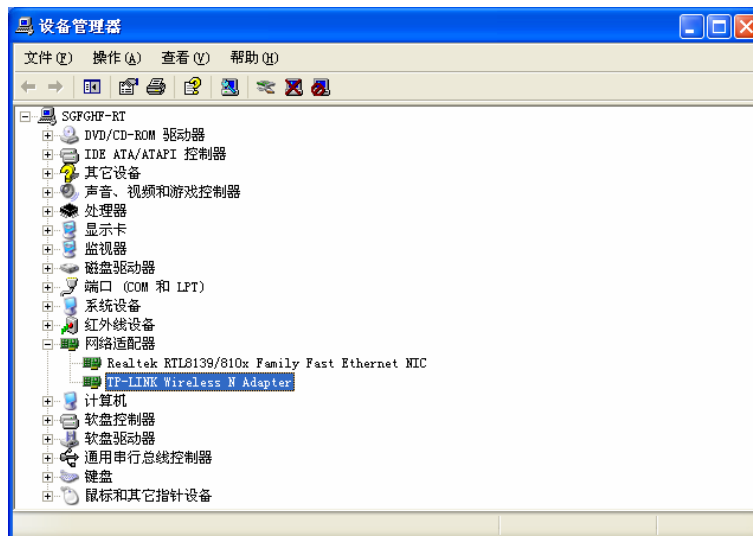 设备管理器
文件(F) 操作(A) 查看(V) 帮助(H)
SGFGHF-RT
DVD/CD-ROM 驱动器
IDE ATA/ATAPI 控制器
其它设备
声音、视频和游戏控制器
处理器
显示卡
监视器
磁盘驱动器
端口 (COM 和 LPT)
系统设备
红外线设备
网络适配器
Realtek RTL8139/810x Family Fast Ethernet NIC
TP-LINK Wireless N Adapter
计算机
软盘控制器
软盘驱动器
通用串行总线控制器
键盘
鼠标和其它指针设备